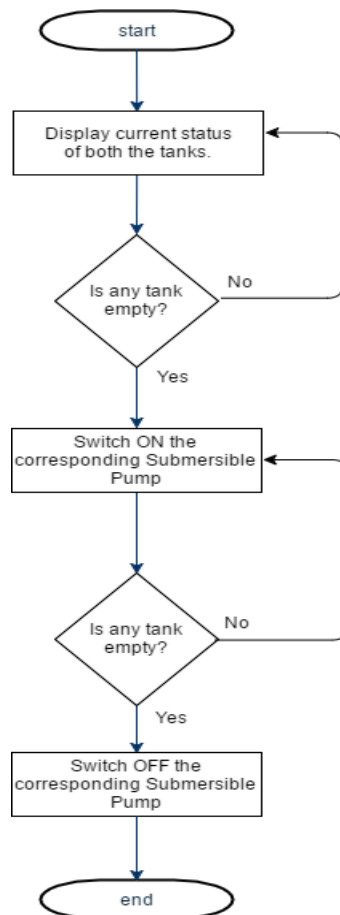 start
Display current status
of both the tanks.
Is any tank
empty?
No
Yes
Switch ON the
corresponding Submersible
Pump
Is any tank
empty?
No
Yes
Switch OFF the
corresponding Submersible
Pump
end